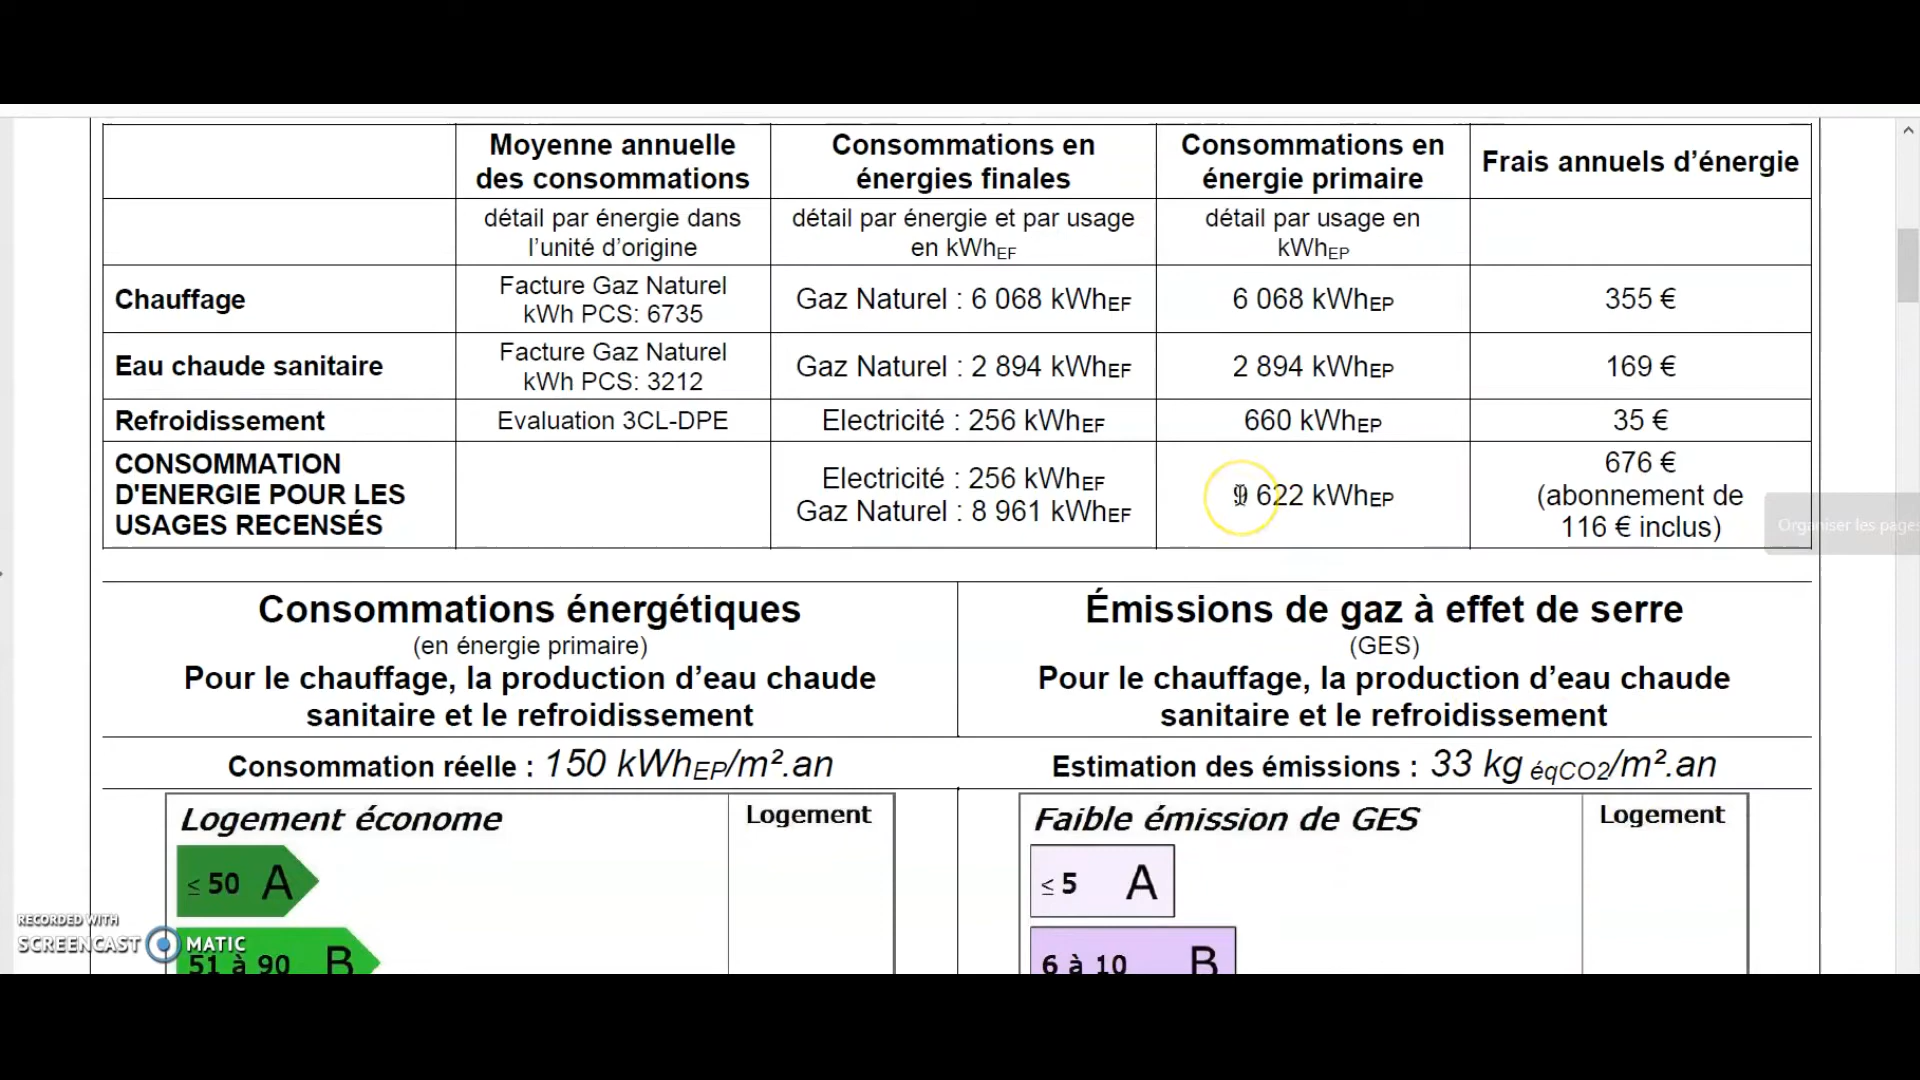 Moyenne annuelle
des consommations
Consommations en
énergies finales
Consommations en
énergie primaire
Frais annuels d’énergie
détail par énergie dans
l’unité d’origine
détail par énergie et par usage
en kWhEF
détail par usage en
kWhEP
Chauffage
Facture Gaz Naturel
kWh PCS: 6735
Gaz Naturel : 6 068 kWhEF
6 068 kWhEP
355 €
Eau chaude sanitaire
Facture Gaz Naturel
kWh PCS: 3212
Gaz Naturel : 2 894 kWhEF
2 894 kWhEP
169 €
Refroidissement
Evaluation 3CL-DPE
Electricité : 256 kWhEF
660 kWhEP
35 €
CONSOMMATION
D'ENERGIE POUR LES
USAGES RECENSÉS
Electricité : 256 kWhEF
Gaz Naturel : 8 961 kWhEF
9 622 kWhEP
676 €
(abonnement de
116 € inclus)
Organiser les pages
Consommations énergétiques
(en énergie primaire)
Pour le chauffage, la production d’eau chaude
sanitaire et le refroidissement
Émissions de gaz à effet de serre
(GES)
Pour le chauffage, la production d’eau chaude
sanitaire et le refroidissement
Consommation réelle : 150 kWhEP/m².an
Estimation des émissions : 33 kg éqCO2/m².an
Logement économe
Logement
≤ 50 A
51 à 90 B
Faible émission de GES
Logement
≤ 5 A
6 à 10 B
RECORDED WITH
SCREENCAST MATIC